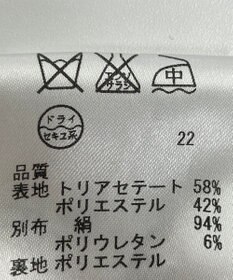 エンソ
サラシ
中
ドライ
セキユ系
22
品質
表地 トリアセテート 58%
ポリエステル 42%
別布 絹 94%
ポリウレタン 6%
裏地 ポリエステル